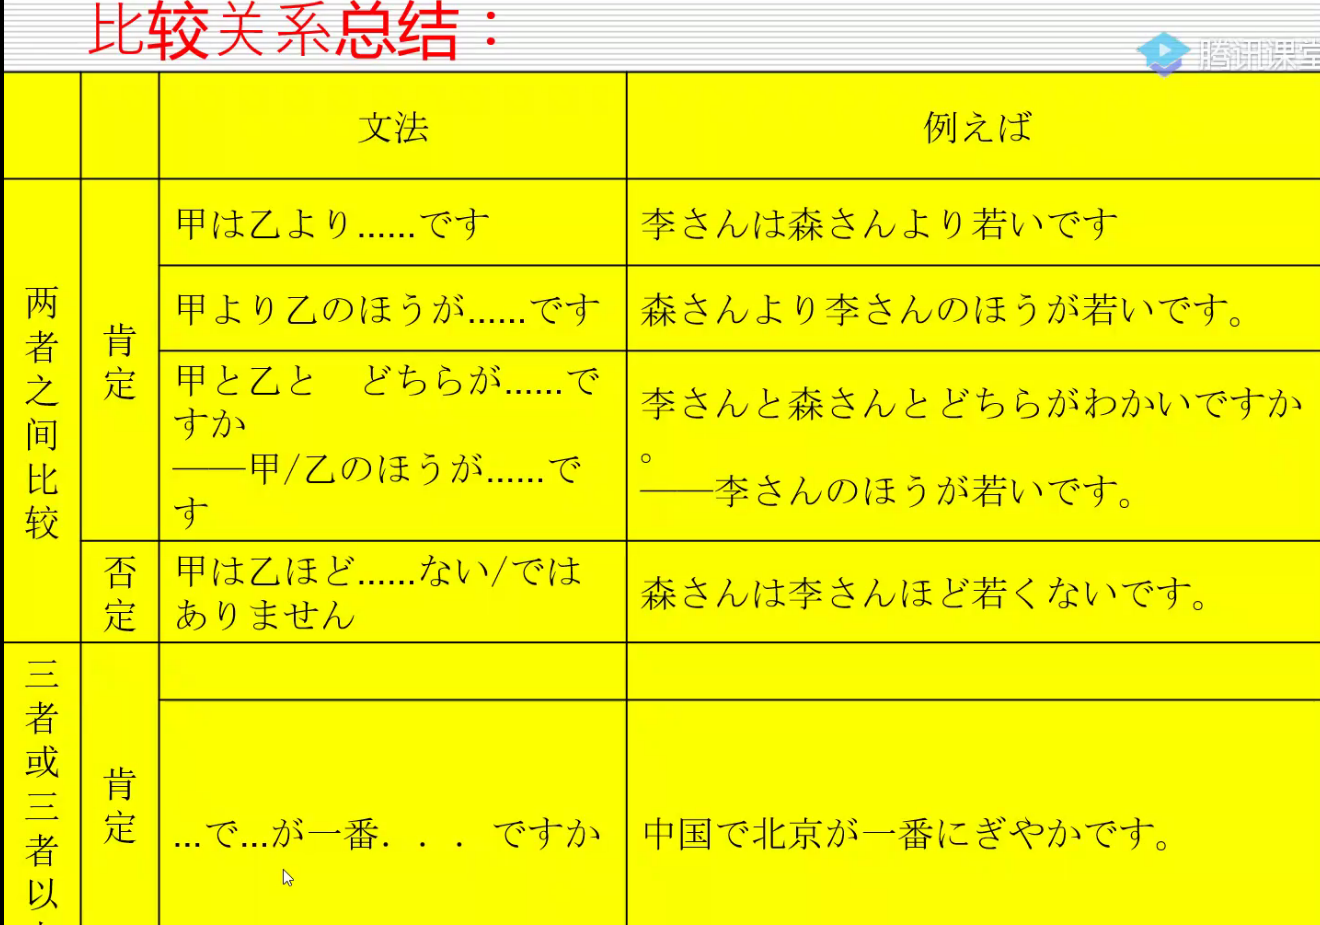 比较关系总结：
腾讯课堂
文法
例えば
两者之间比较
肯定
甲は乙より......です
李さんは森さんより若いです
甲より乙のほうが......です
森さんより李さんのほうが若いです。
甲と乙と　どちらが......で
すか
——甲/乙のほうが......で
す
李さんと森さんとどちらがわかいですか
。
——李さんのほうが若いです。
否定
甲は乙ほど......ない/では
ありません
森さんは李さんほど若くないです。
三者或三者以
肯定
...で...が一番．．．ですか
中国で北京が一番にぎやかです。